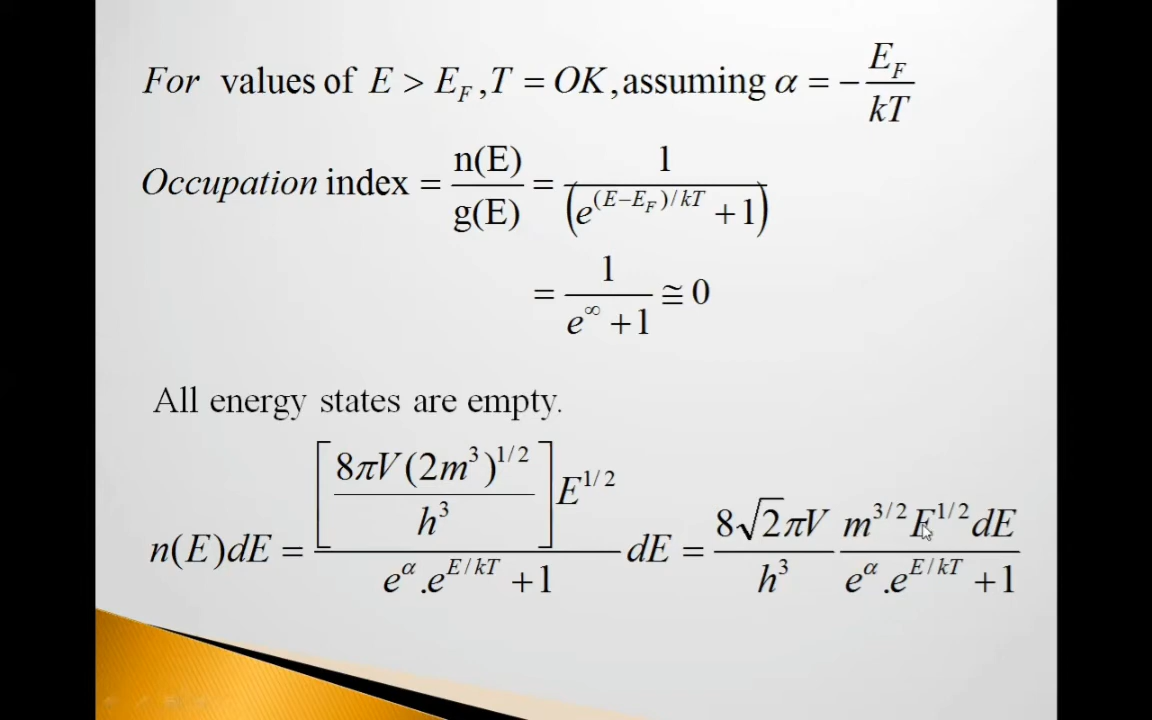 For values of E > E_F, T = OK, assuming α = −E_F/kT
Occupation index = n(E)/g(E) = 1/(e^{(E−E_F)/kT} + 1)
= 1/(e^∞ + 1) ≅ 0
All energy states are empty.
n(E)dE = [8πV(2m³)^{1/2}/h³] E^{1/2}/(e^α.e^{E/kT} + 1) dE = 8√2πV/h³ m^{3/2}E^{1/2}dE/(e^α.e^{E/kT} + 1)